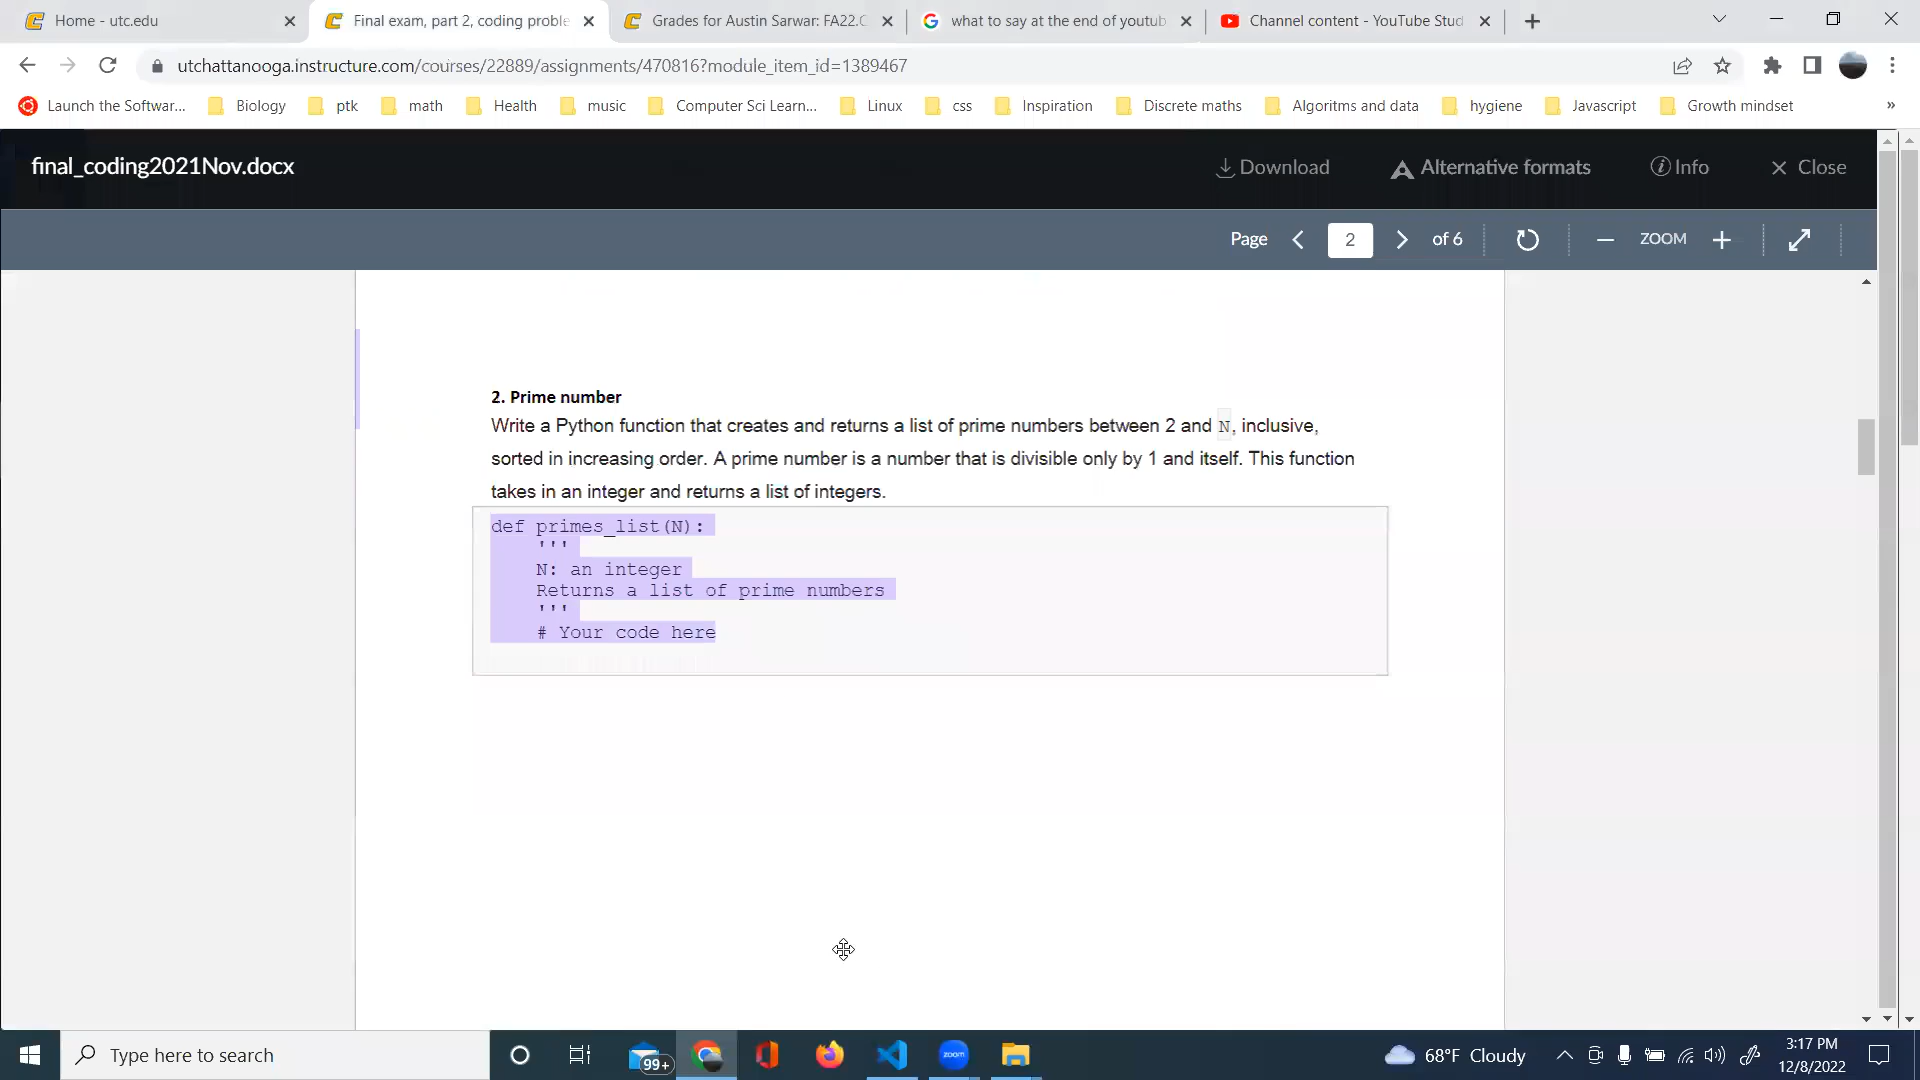 Home - utc.edu
Final exam, part 2, coding proble
Grades for Austin Sarwar: FA22.C
what to say at the end of youtub
Channel content - YouTube Stud
utchattanooga.instructure.com/courses/22889/assignments/470816?module_item_id=1389467
Launch the Softwar...
Biology
ptk
math
Health
music
Computer Sci Learn...
Linux
css
Inspiration
Discrete maths
Algoritms and data
hygiene
Javascript
Growth mindset
»
final_coding2021Nov.docx
Download
Alternative formats
Info
Close
Page
2
of 6
ZOOM
2. Prime number
Write a Python function that creates and returns a list of prime numbers between 2 and N, inclusive,
sorted in increasing order. A prime number is a number that is divisible only by 1 and itself. This function
takes in an integer and returns a list of integers.
def primes_list(N):
'''
N: an integer
Returns a list of prime numbers
'''
# Your code here
Type here to search
99+
zoom
68°F Cloudy
3:17 PM
12/8/2022